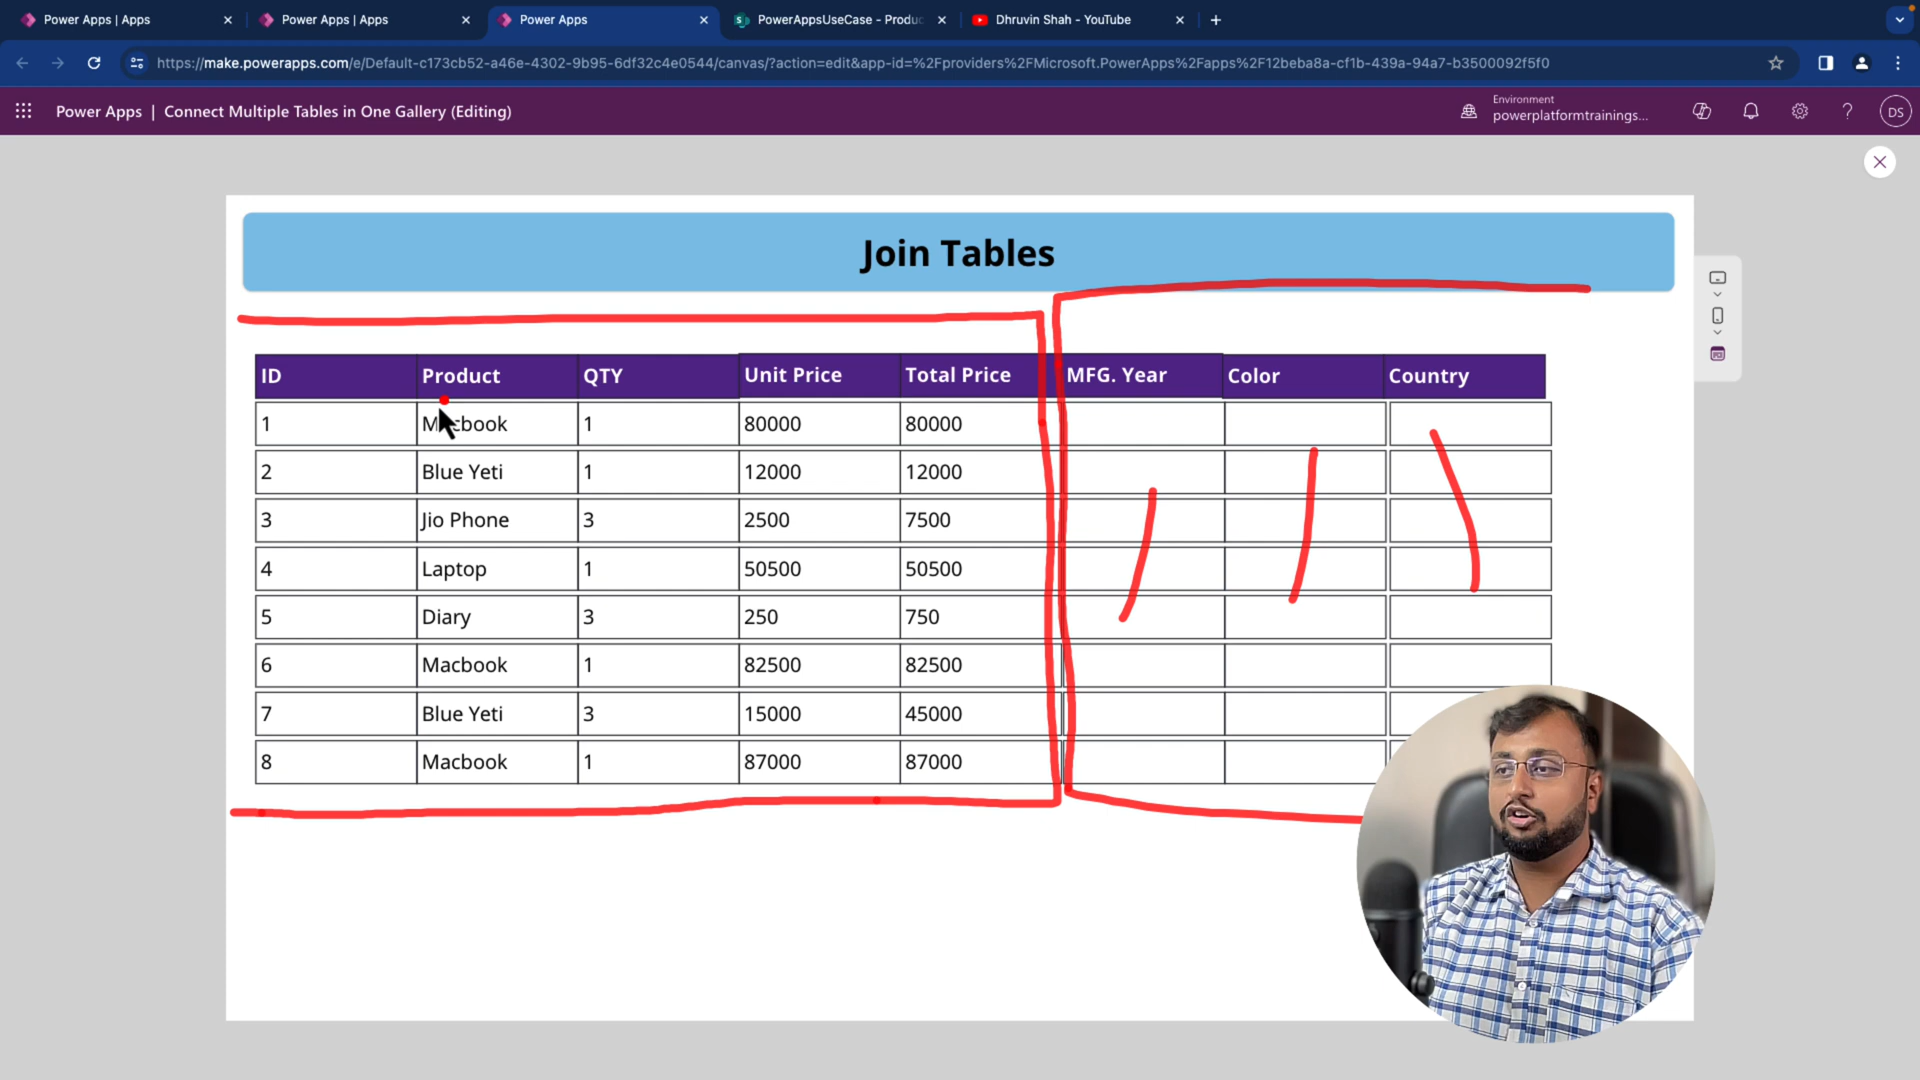 Power Apps | Apps
Power Apps | Apps
Power Apps
PowerAppsUseCase - Produc
Dhruvin Shah - YouTube
https://make.powerapps.com/e/Default-c173cb52-a46e-4302-9b95-6df32c4e0544/canvas/?action=edit&app-id=%2Fproviders%2FMicrosoft.PowerApps%2Fapps%2F12beba8a-cf1b-439a-94a7-b3500092f5f0
Power Apps | Connect Multiple Tables in One Gallery (Editing)
Environment
powerplatformtrainings...
DS
Join Tables
ID Product QTY Unit Price Total Price MFG. Year Color Country
1 Macbook 1 80000 80000
2 Blue Yeti 1 12000 12000
3 Jio Phone 3 2500 7500
4 Laptop 1 50500 50500
5 Diary 3 250 750
6 Macbook 1 82500 82500
7 Blue Yeti 3 15000 45000
8 Macbook 1 87000 87000